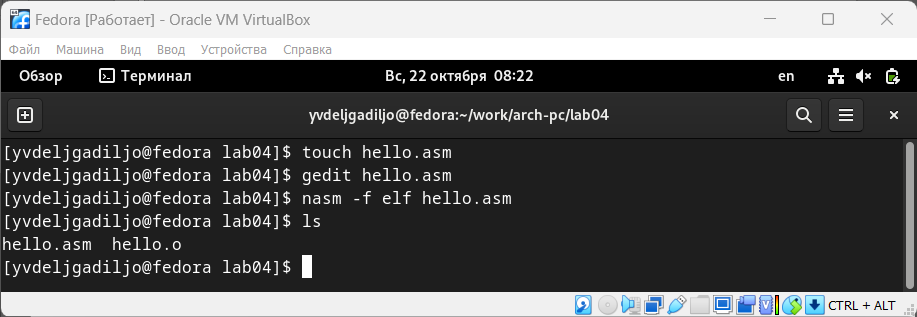 Fedora [Работает] - Oracle VM VirtualBox
Файл Машина Вид Ввод Устройства Справка
Обзор Терминал Вс, 22 октября 08:22 en
yvdeljgadiljo@fedora:~/work/arch-pc/lab04
[yvdeljgadiljo@fedora lab04]$ touch hello.asm
[yvdeljgadiljo@fedora lab04]$ gedit hello.asm
[yvdeljgadiljo@fedora lab04]$ nasm -f elf hello.asm
[yvdeljgadiljo@fedora lab04]$ ls
hello.asm  hello.o
[yvdeljgadiljo@fedora lab04]$
CTRL + ALT